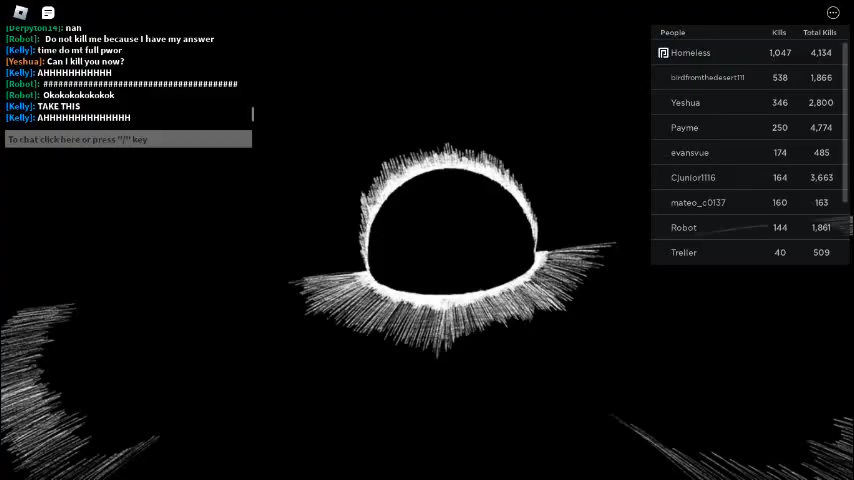 [Derpyton14]: nan
[Robot]: Do not kill me because I have my answer
[Kelly]: time do mt full pwor
[Yeshua]: Can I kill you now?
[Kelly]: AHHHHHHHHHHH
[Robot]: #######################################
[Robot]: Okokokokokokok
[Kelly]: TAKE THIS
[Kelly]: AHHHHHHHHHHHHHH
To chat click here or press "/" key
People Kills Total Kills
Homeless 1,047 4,134
birdfromthedesert111 538 1,866
Yeshua 346 2,800
Payme 250 4,774
evansvue 174 485
Cjunior1116 164 3,663
mateo_c0137 160 163
Robot 144 1,861
Treller 40 509